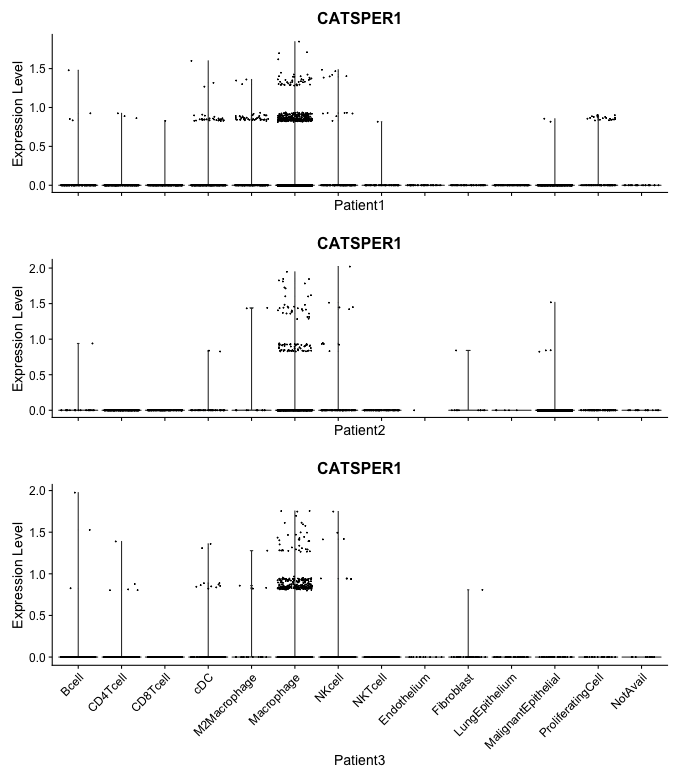 CATSPER1
Expression Level
1.5
1.0
0.5
0.0
Patient1
CATSPER1
Expression Level
2.0
1.5
1.0
0.5
0.0
Patient2
CATSPER1
Expression Level
2.0
1.5
1.0
0.5
0.0
Bcell
CD4Tcell
CD8Tcell
cDC
M2Macrophage
Macrophage
NKcell
NKTcell
Endothelium
Fibroblast
LungEpithelium
MalignantEpithelial
ProliferatingCell
NotAvail
Patient3